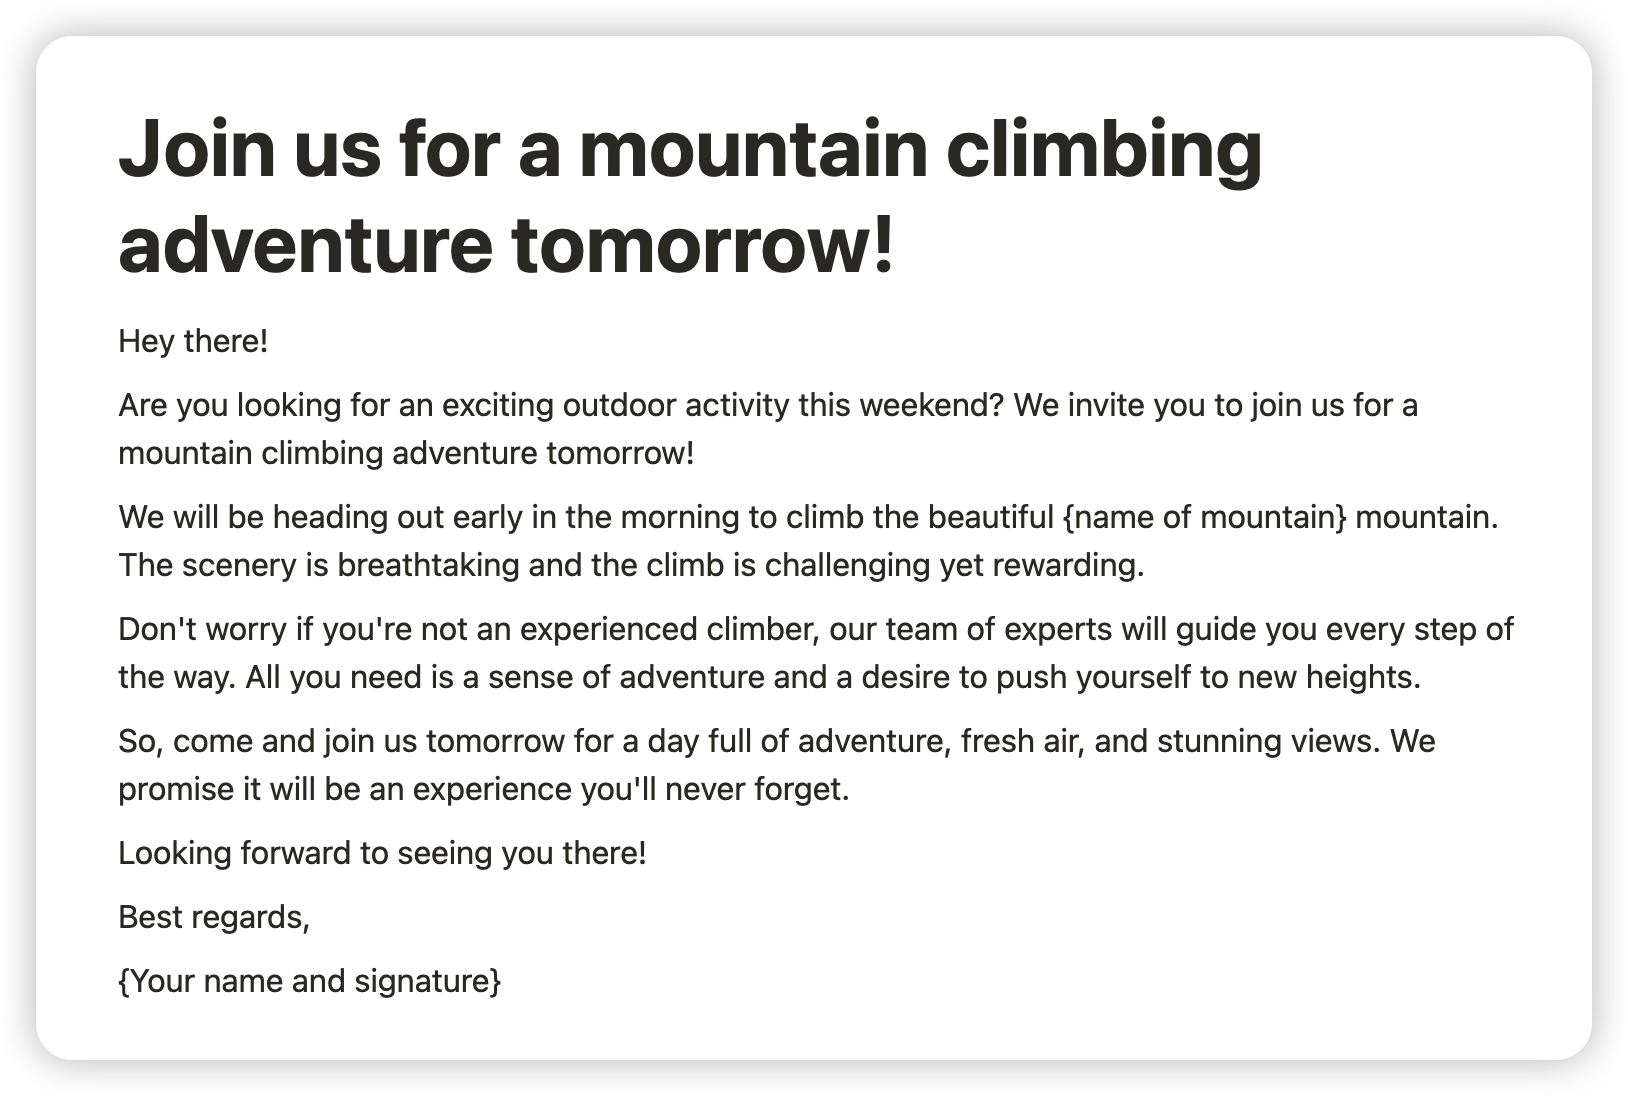 Join us for a mountain climbing
adventure tomorrow!
Hey there!
Are you looking for an exciting outdoor activity this weekend? We invite you to join us for a
mountain climbing adventure tomorrow!
We will be heading out early in the morning to climb the beautiful {name of mountain} mountain.
The scenery is breathtaking and the climb is challenging yet rewarding.
Don't worry if you're not an experienced climber, our team of experts will guide you every step of
the way. All you need is a sense of adventure and a desire to push yourself to new heights.
So, come and join us tomorrow for a day full of adventure, fresh air, and stunning views. We
promise it will be an experience you'll never forget.
Looking forward to seeing you there!
Best regards,
{Your name and signature}